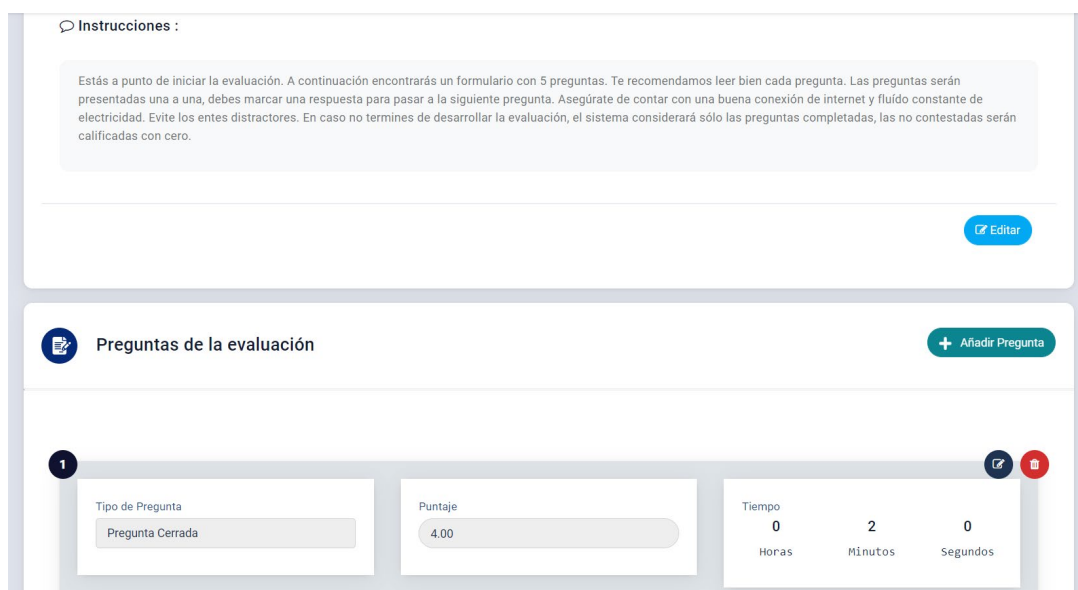 Instrucciones :
Estás a punto de iniciar la evaluación. A continuación encontrarás un formulario con 5 preguntas. Te recomendamos leer bien cada pregunta. Las preguntas serán
presentadas una a una, debes marcar una respuesta para pasar a la siguiente pregunta. Asegúrate de contar con una buena conexión de internet y fluído constante de
electricidad. Evite los entes distractores. En caso no termines de desarrollar la evaluación, el sistema considerará sólo las preguntas completadas, las no contestadas serán
calificadas con cero.
Editar
Preguntas de la evaluación
Añadir Pregunta
1
Tipo de Pregunta
Pregunta Cerrada
Puntaje
4.00
Tiempo
0 2 0
Horas Minutos Segundos